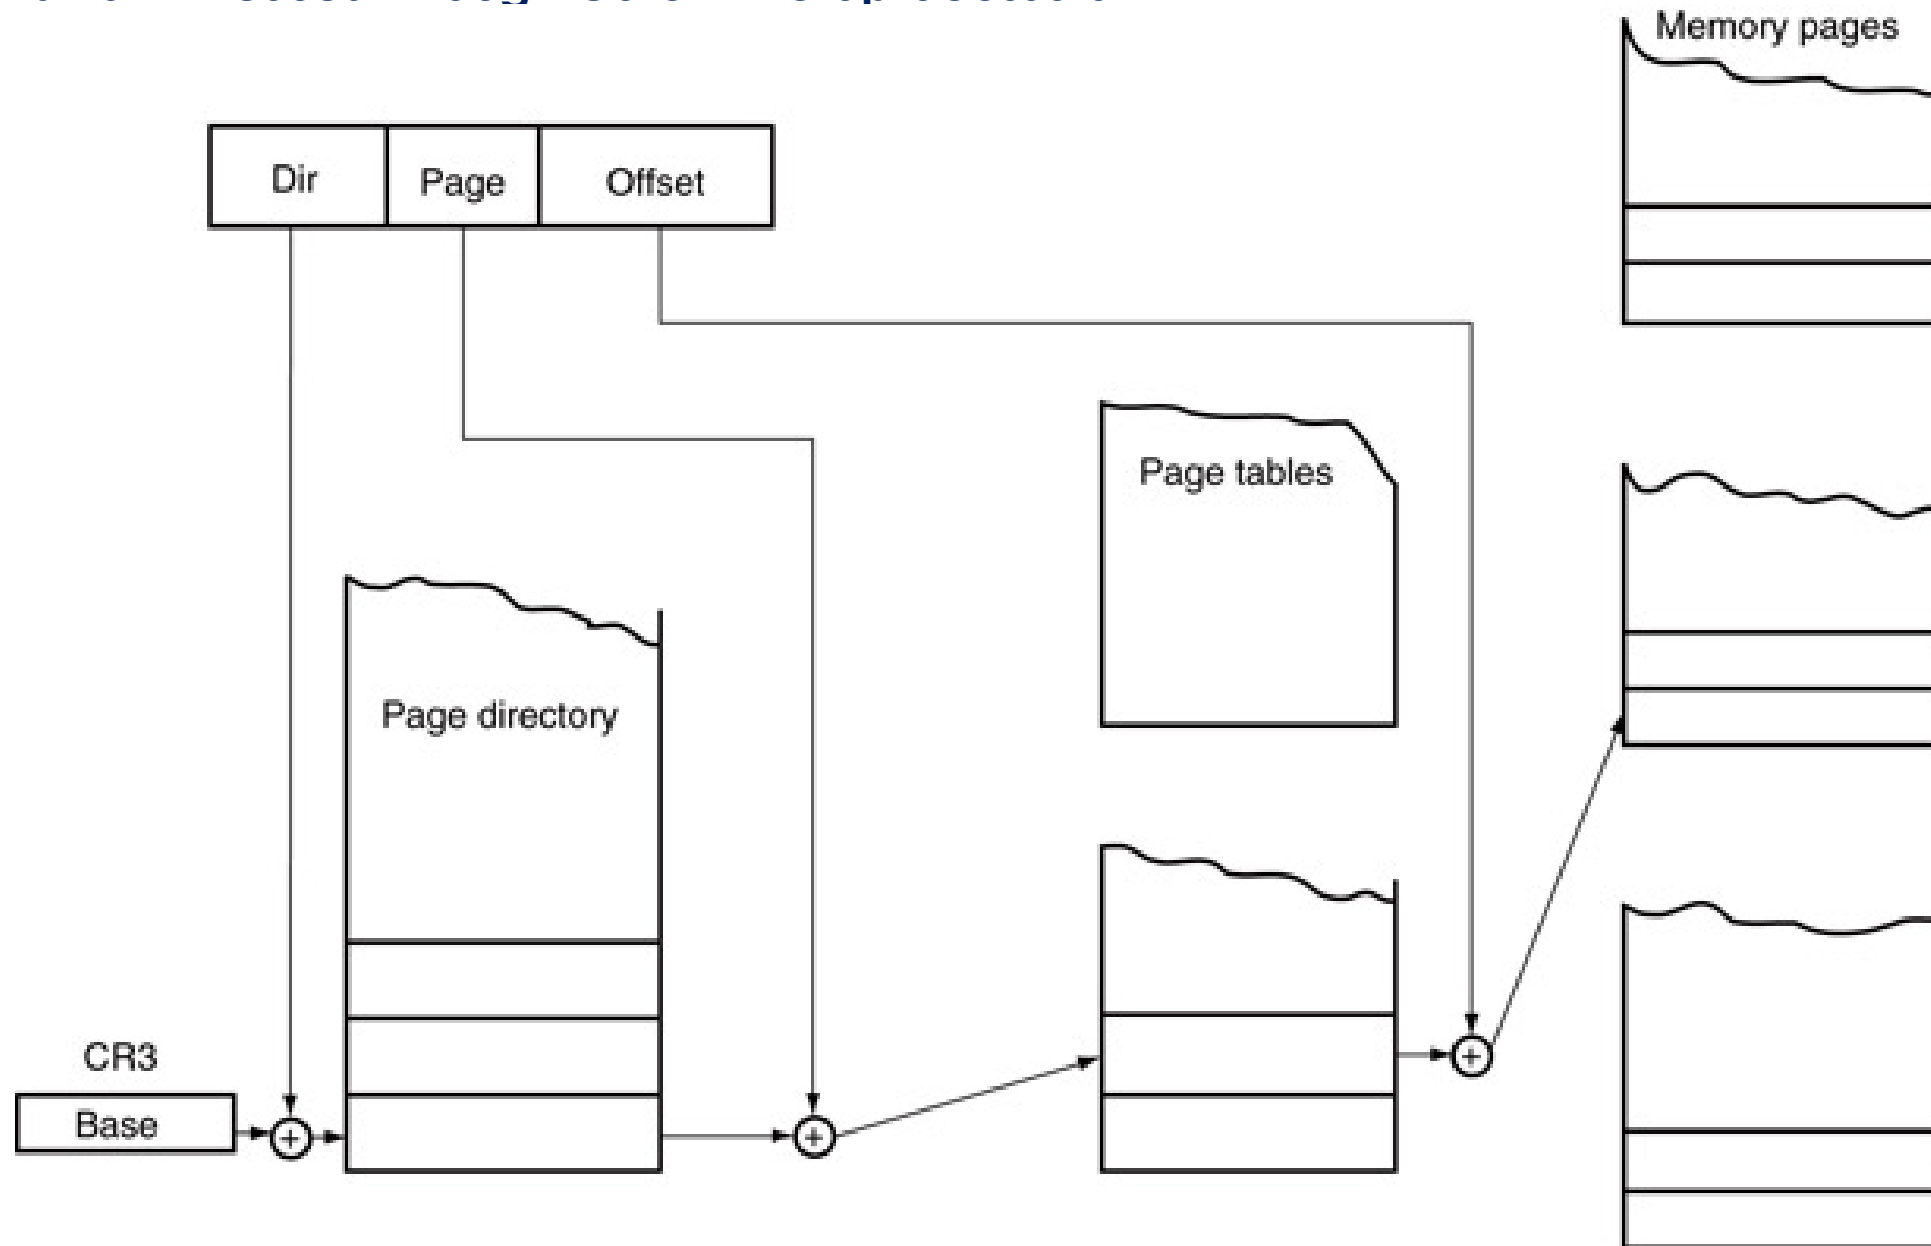 Memory pages
Dir
Page
Offset
Page tables
Page directory
CR3
Base
+
+
+